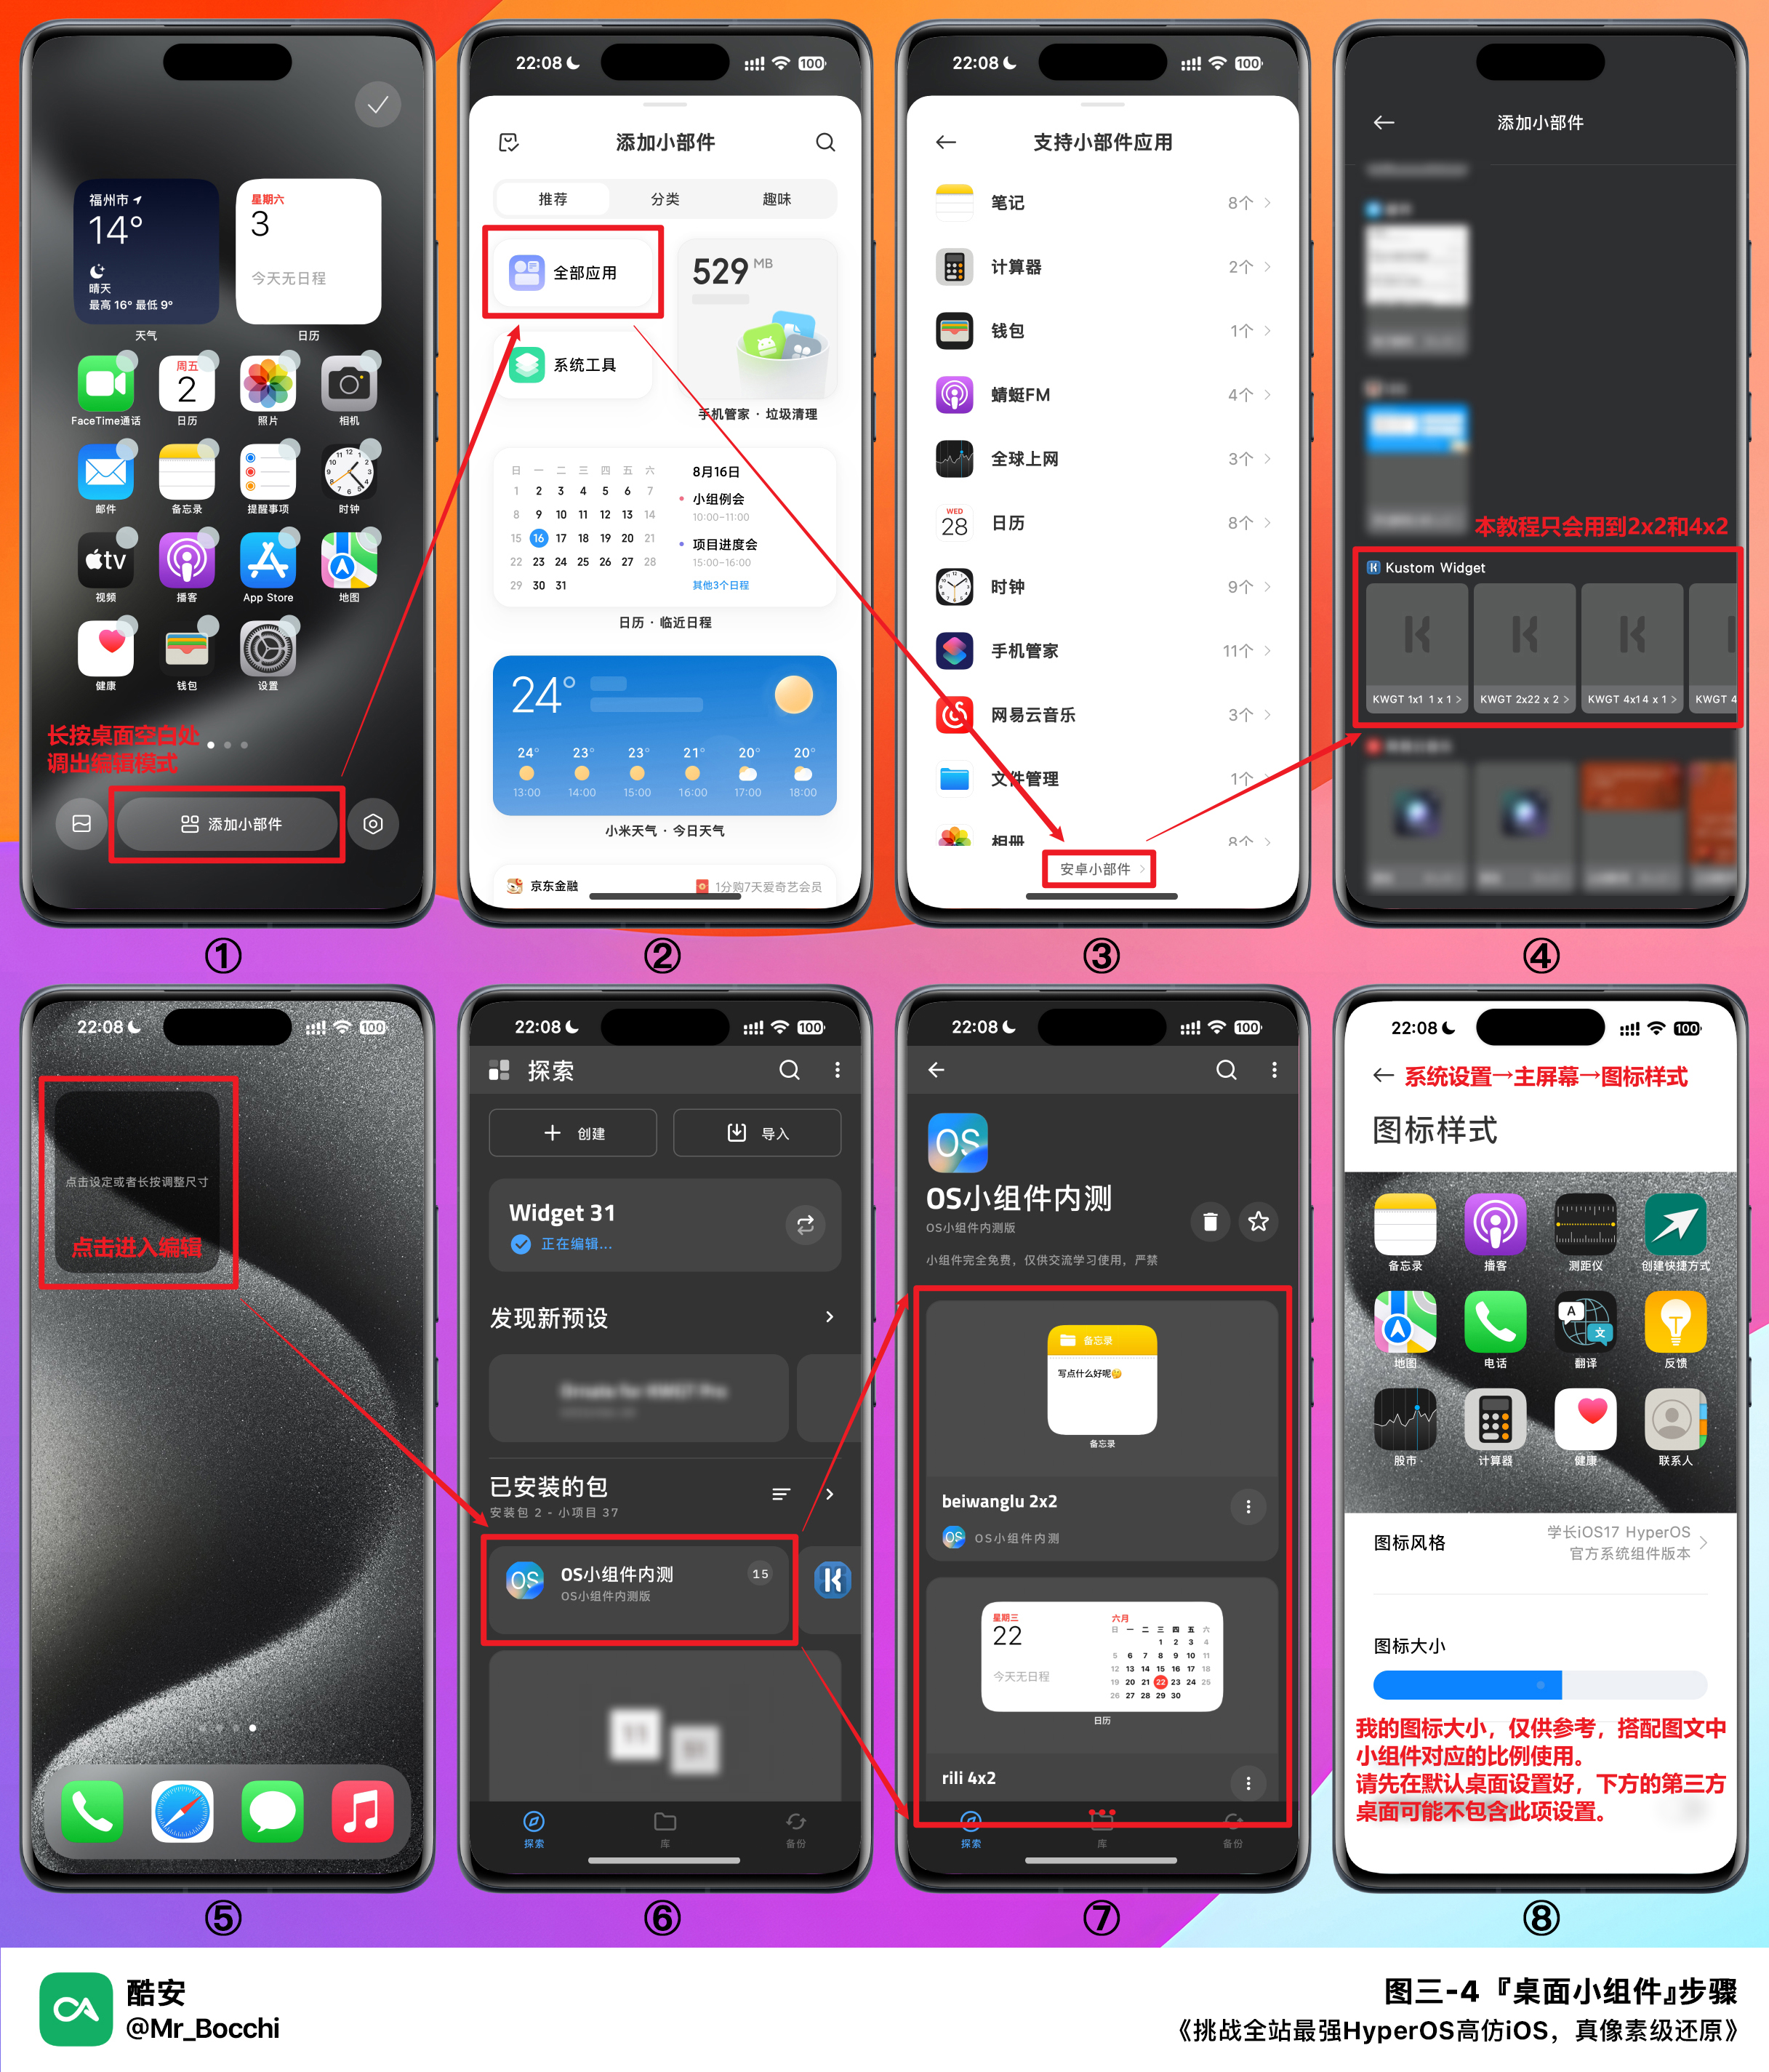 福州市
14°
晴天
最高 16° 最低 9°
天气
星期六
3
今天无日程
日历
FaceTime通话
周五
2
日历
照片
相机
邮件
备忘录
提醒事项
时钟
tv
视频
播客
App Store
地图
健康
钱包
设置
长按桌面空白处
调出编辑模式
添加小部件
①
22:08
100
添加小部件
推荐
分类
趣味
全部应用
系统工具
529 MB
手机管家 · 垃圾清理
日 一 二 三 四 五 六
1 2 3 4 5 6 7
8 9 10 11 12 13 14
15 16 17 18 19 20 21
22 23 24 25 26 27 28
29 30 31
8月16日
小组例会
10:00-11:00
项目进度会
15:00-16:00
其他3个日程
日历 · 临近日程
24°
24° 23° 23° 21° 20° 20°
13:00 14:00 15:00 16:00 17:00 18:00
小米天气 · 今日天气
京东金融
1分购7天爱奇艺会员
②
22:08
100
支持小部件应用
笔记 8个
计算器 2个
钱包 1个
蜻蜓FM 4个
全球上网 3个
WED
28
日历 8个
时钟 9个
手机管家 11个
网易云音乐 3个
文件管理 1个
相册 8个
安卓小部件
③
添加小部件
本教程只会用到2x2和4x2
Kustom Widget
KWGT 1x1 1 x 1
KWGT 2x22 x 2
KWGT 4x14 x 1
KWGT 4
④
22:08
100
点击设定或者长按调整尺寸
点击进入编辑
⑤
22:08
100
探索
创建
导入
Widget 31
正在编辑...
发现新预设
已安装的包
安装包 2 - 小项目 37
OS
OS小组件内测
OS小组件内测版
15
探索
库
备份
⑥
22:08
100
OS
OS小组件内测
OS小组件内测版
小组件完全免费，仅供交流学习使用，严禁
备忘录
写点什么好呢🤔
备忘录
beiwanglu 2x2
OS小组件内测
星期三
22
今天无日程
六月
日 一 二 三 四 五 六
1 2 3 4
5 6 7 8 9 10 11
12 13 14 15 16 17 18
19 20 21 22 23 24 25
26 27 28 29 30
日历
rili 4x2
探索
库
备份
⑦
22:08
100
系统设置→主屏幕→图标样式
图标样式
备忘录
播客
测距仪
创建快捷方式
地图
电话
A
文
翻译
反馈
股市
计算器
健康
联系人
图标风格
学长iOS17 HyperOS
官方系统组件版本
图标大小
我的图标大小，仅供参考，搭配图文中
小组件对应的比例使用。
请先在默认桌面设置好，下方的第三方
桌面可能不包含此项设置。
⑧
酷安
@Mr_Bocchi
图三-4『桌面小组件』步骤
《挑战全站最强HyperOS高仿iOS，真像素级还原》